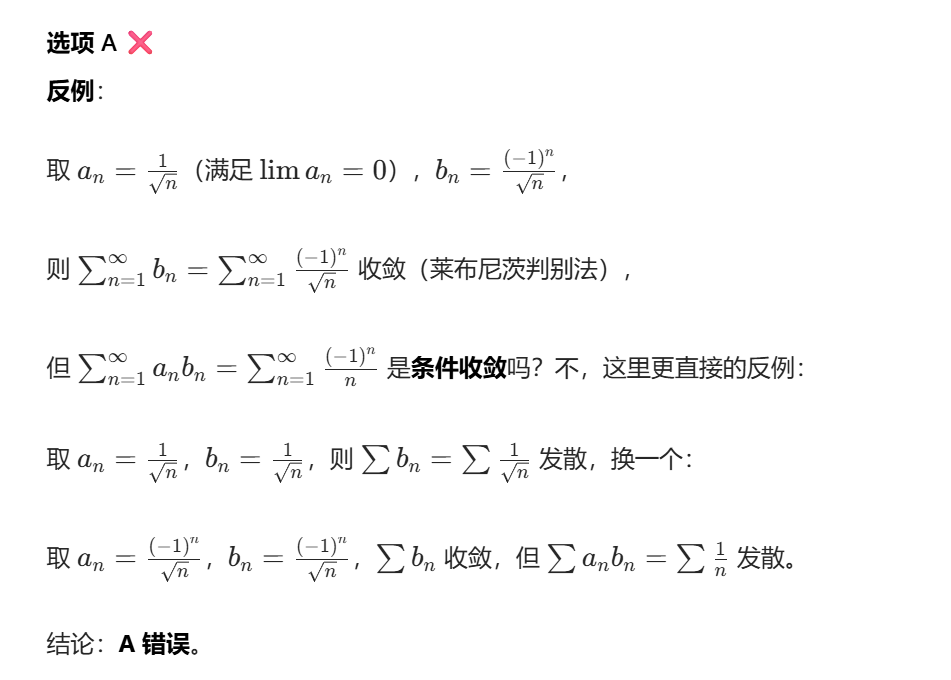 选项 A ❌
反例：
取 $a_n = \frac{1}{\sqrt{n}}$（满足 $\lim a_n = 0$），$b_n = \frac{(-1)^n}{\sqrt{n}}$，
则 $\sum_{n=1}^{\infty} b_n = \sum_{n=1}^{\infty} \frac{(-1)^n}{\sqrt{n}}$ 收敛（莱布尼茨判别法），
但 $\sum_{n=1}^{\infty} a_n b_n = \sum_{n=1}^{\infty} \frac{(-1)^n}{n}$ 是条件收敛吗？不，这里更直接的反例：
取 $a_n = \frac{1}{\sqrt{n}}$，$b_n = \frac{1}{\sqrt{n}}$，则 $\sum b_n = \sum \frac{1}{\sqrt{n}}$ 发散，换一个：
取 $a_n = \frac{(-1)^n}{\sqrt{n}}$，$b_n = \frac{(-1)^n}{\sqrt{n}}$，$\sum b_n$ 收敛，但 $\sum a_n b_n = \sum \frac{1}{n}$ 发散。
结论：A 错误。